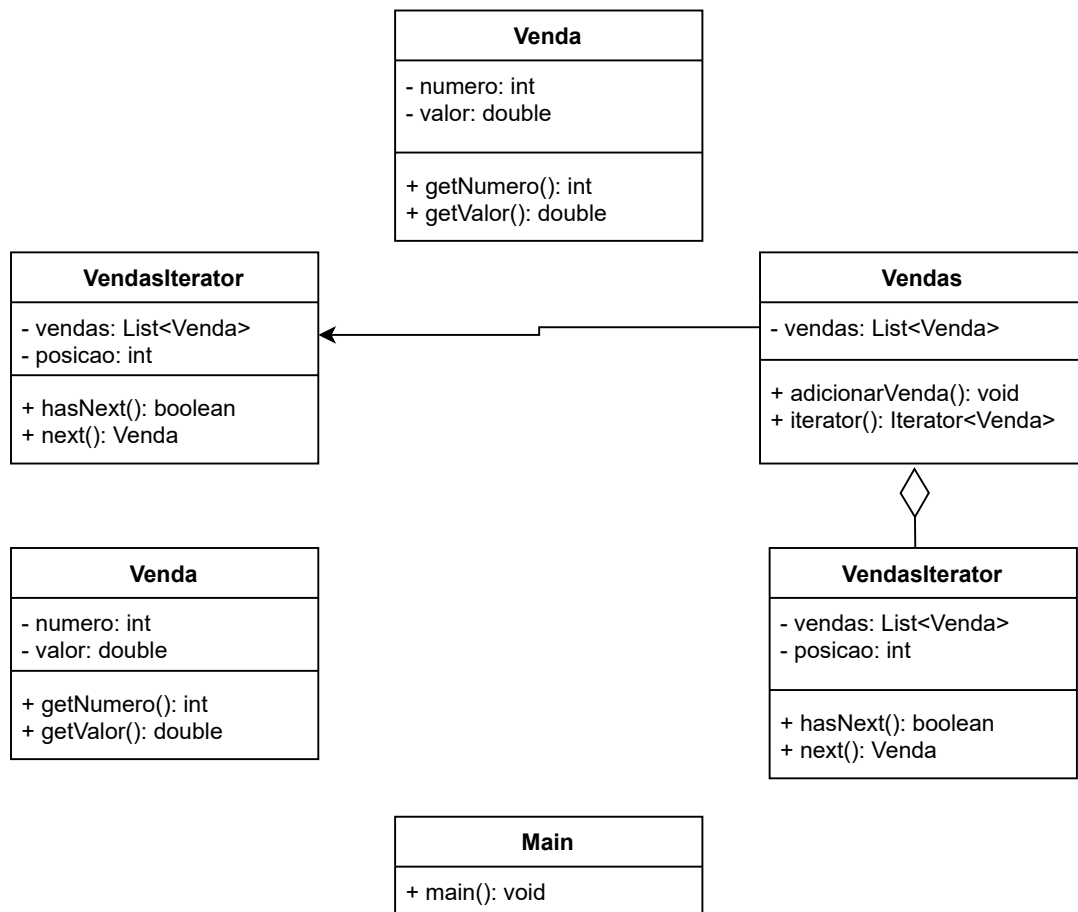 Venda
- numero: int
- valor: double
+ getNumero(): int
+ getValor(): double
VendasIterator
- vendas: List<Venda>
- posicao: int
+ hasNext(): boolean
+ next(): Venda
Vendas
- vendas: List<Venda>
+ adicionarVenda(): void
+ iterator(): Iterator<Venda>
Venda
- numero: int
- valor: double
+ getNumero(): int
+ getValor(): double
VendasIterator
- vendas: List<Venda>
- posicao: int
+ hasNext(): boolean
+ next(): Venda
Main
+ main(): void